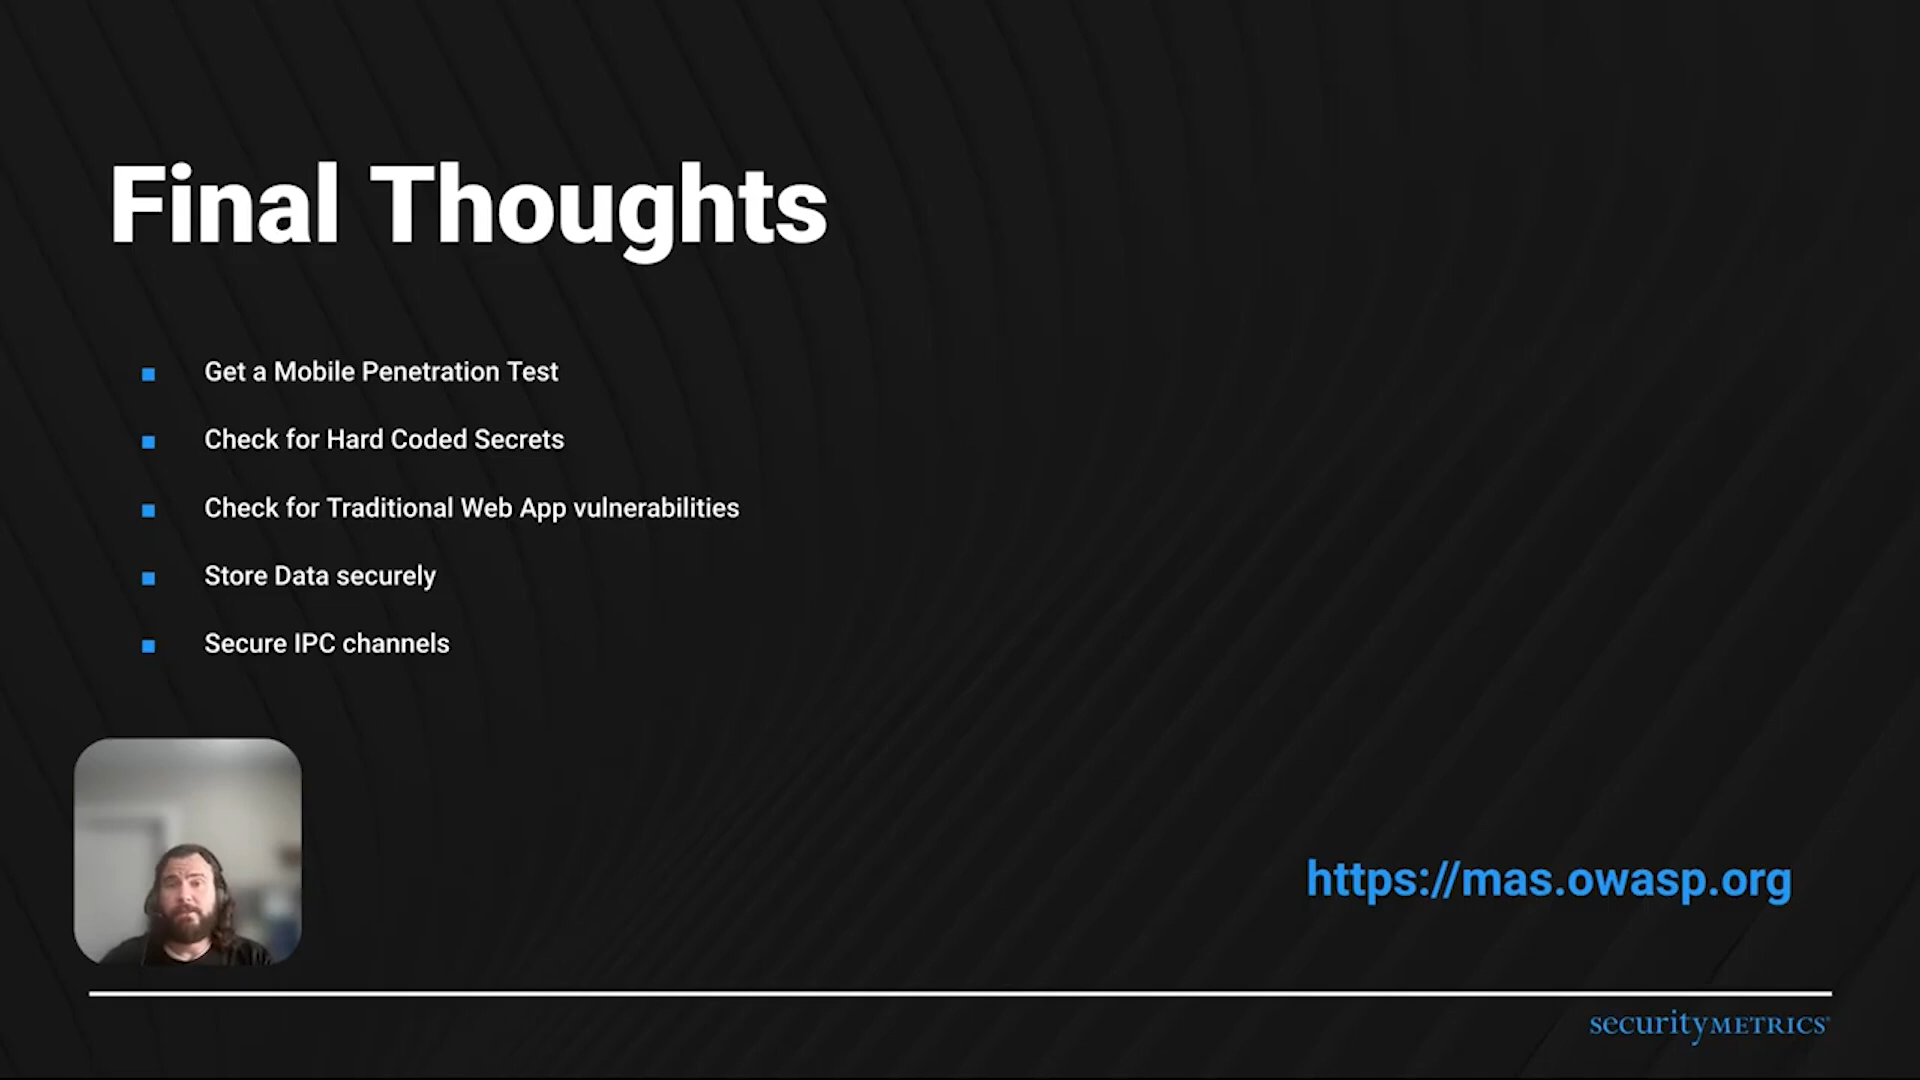 Final Thoughts
Get a Mobile Penetration Test
Check for Hard Coded Secrets
Check for Traditional Web App vulnerabilities
Store Data securely
Secure IPC channels
https://mas.owasp.org
securityMETRICS®